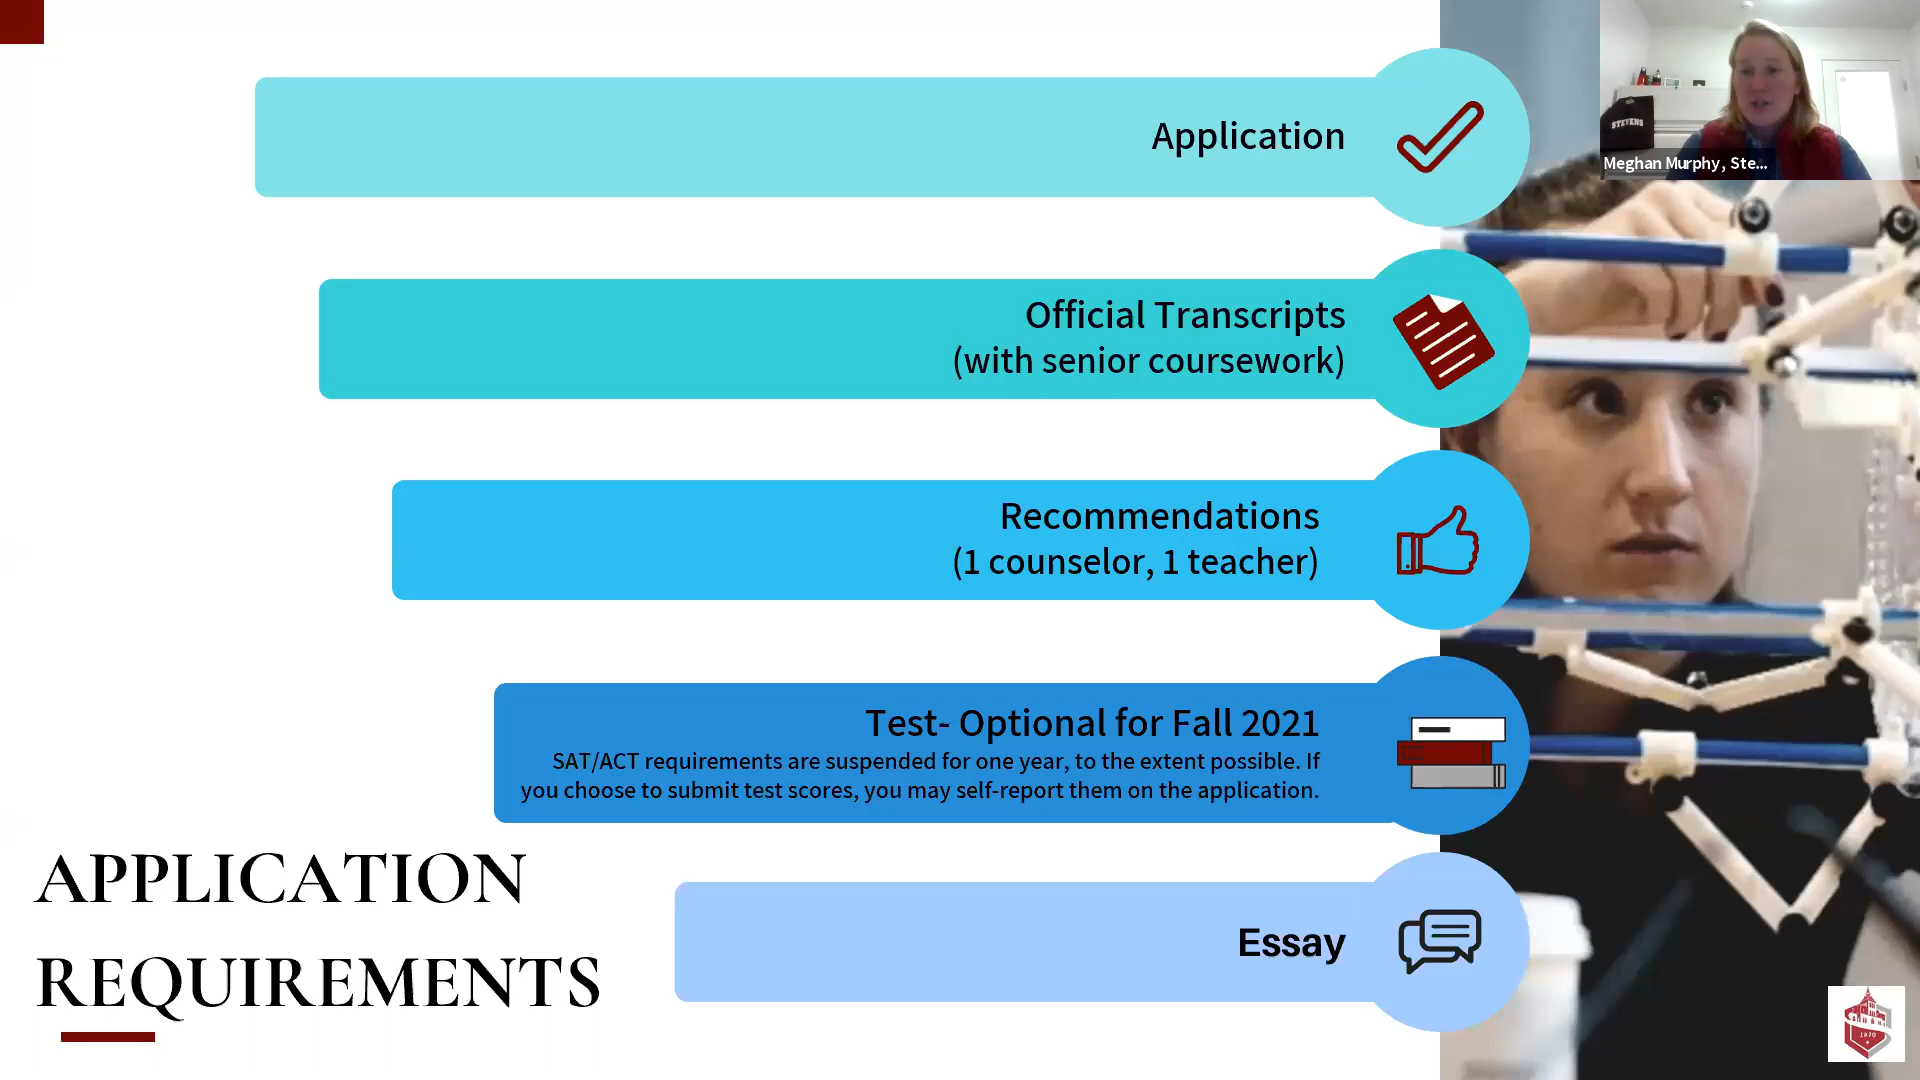 Application
Official Transcripts
(with senior coursework)
Recommendations
(1 counselor, 1 teacher)
Test- Optional for Fall 2021
SAT/ACT requirements are suspended for one year, to the extent possible. If
you choose to submit test scores, you may self-report them on the application.
Essay
APPLICATION
REQUIREMENTS
STEVENS
Meghan Murphy, Ste...
1870